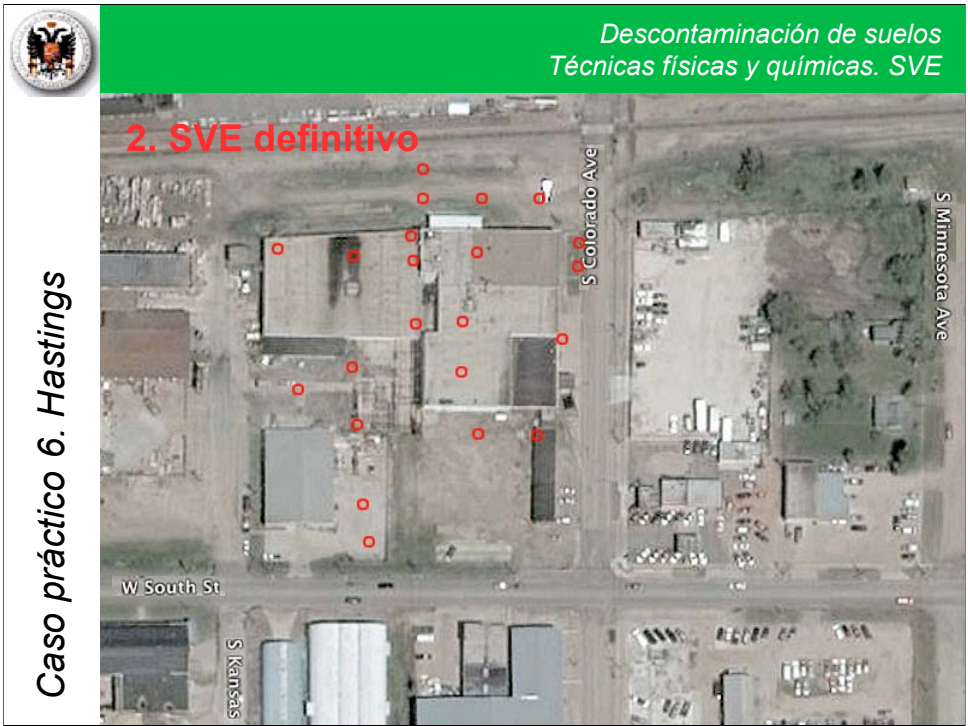 Descontaminación de suelos
Técnicas físicas y químicas. SVE
Caso práctico 6. Hastings
2. SVE definitivo
S Colorado Ave
S Minnesota Ave
W South St
S Kansas